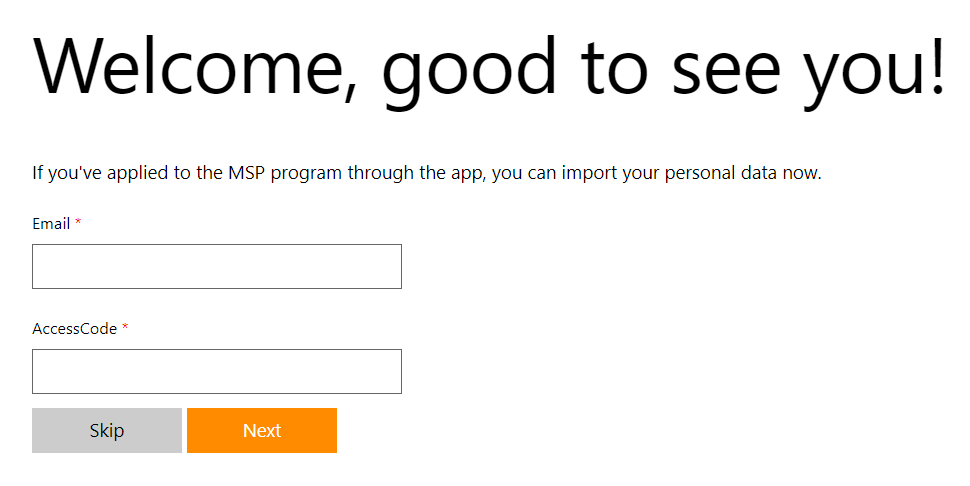 Welcome, good to see you!
If you've applied to the MSP program through the app, you can import your personal data now.
Email *
AccessCode *
Skip Next